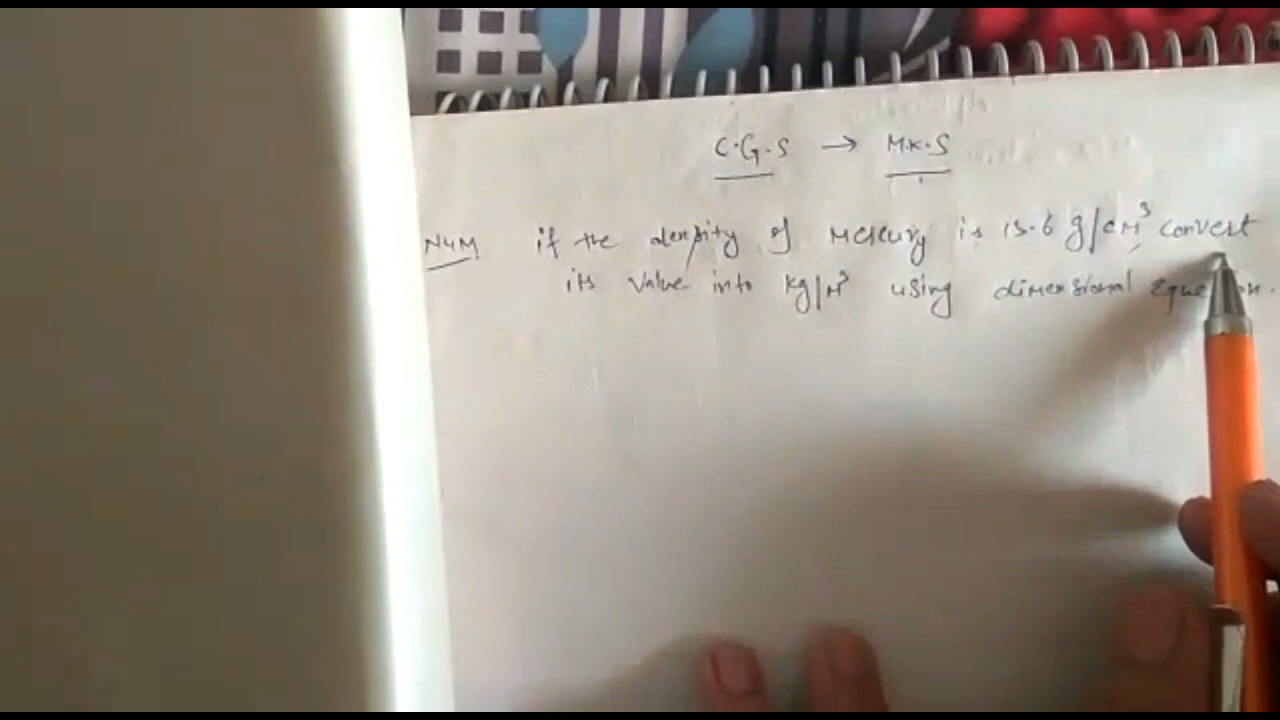 C.G.S → M.K.S
NUM if the density of Mercury is 13.6 g/cM³ convert
its value into kg/M³ using dimensional